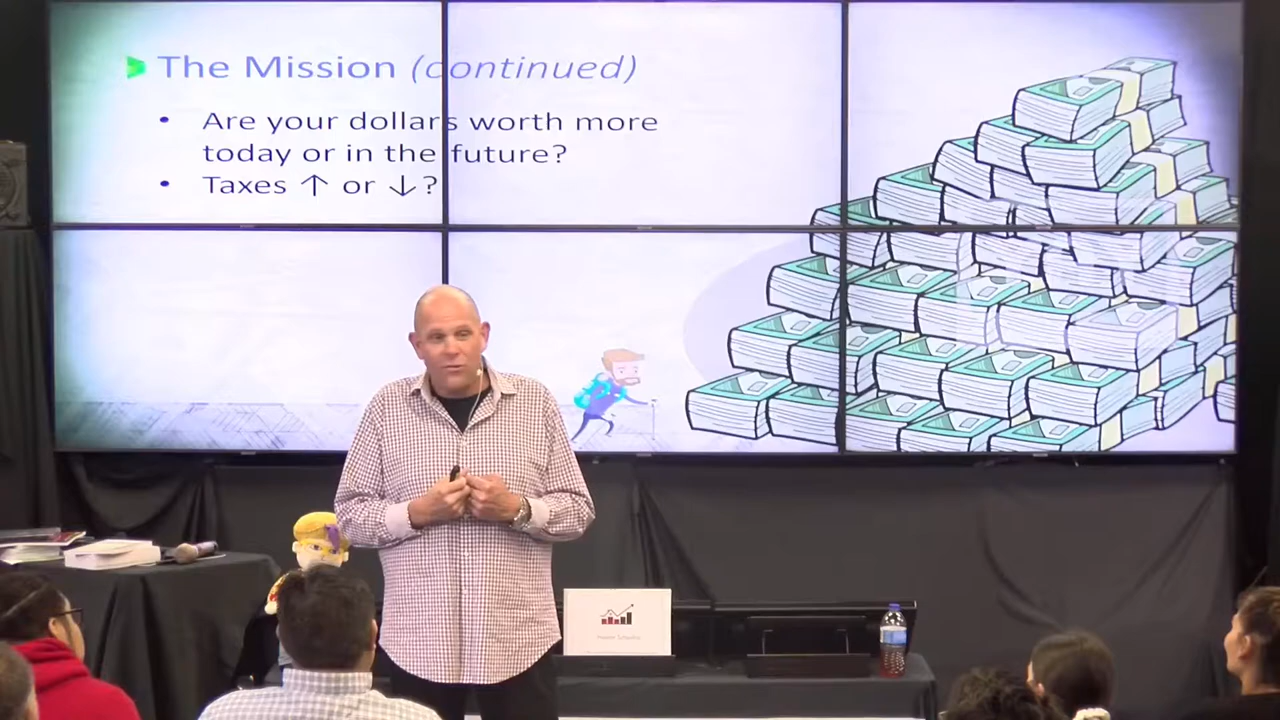 The Mission (continued)
• Are your dollars worth more
today or in the future?
• Taxes ↑ or ↓?